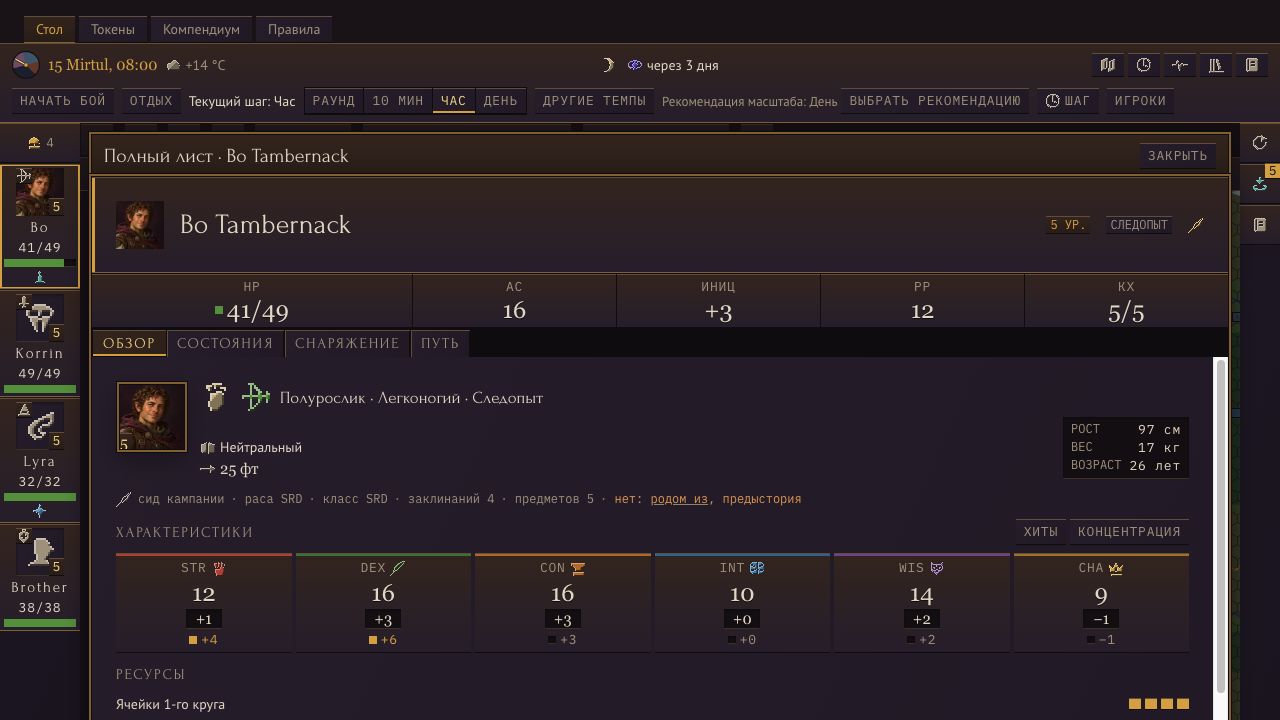 Стол Токены Компендиум Правила
15 Mirtul, 08:00 +14 °C через 3 дня
НАЧАТЬ БОЙ ОТДЫХ Текущий шаг: Час РАУНД 10 МИН ЧАС ДЕНЬ ДРУГИЕ ТЕМПЫ Рекомендация масштаба: День ВЫБРАТЬ РЕКОМЕНДАЦИЮ ШАГ ИГРОКИ
4
5
Bo
41/49
5
Korrin
49/49
5
Lyra
32/32
5
Brother
38/38
Полный лист · Bo Tambernack ЗАКРЫТЬ
Bo Tambernack 5 УР. СЛЕДОПЫТ
HP AC ИНИЦ PP КХ
41/49 16 +3 12 5/5
ОБЗОР СОСТОЯНИЯ СНАРЯЖЕНИЕ ПУТЬ
5
Полурослик · Легконогий · Следопыт
Нейтральный
25 фт
РОСТ 97 см
ВЕС 17 кг
ВОЗРАСТ 26 лет
сид кампании · раса SRD · класс SRD · заклинаний 4 · предметов 5 · нет: родом из, предыстория
ХАРАКТЕРИСТИКИ ХИТЫ КОНЦЕНТРАЦИЯ
STR DEX CON INT WIS CHA
12 16 16 10 14 9
+1 +3 +3 +0 +2 −1
+4 +6 +3 +0 +2 −1
РЕСУРСЫ
Ячейки 1-го круга
5